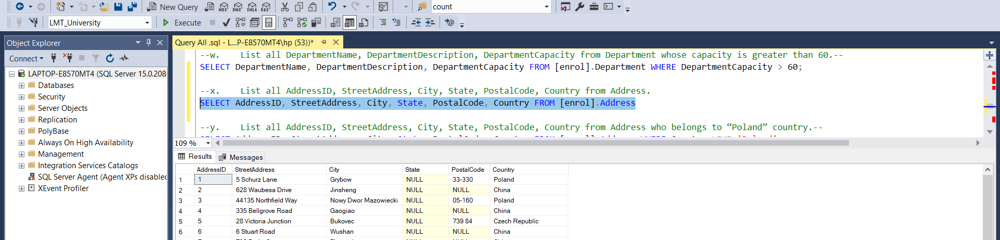 New Query
MDX DMX XMLA DAX
count
LMT_University
Execute
Object Explorer
Connect
LAPTOP-E8570MT4 (SQL Server 15.0.208
Databases
Security
Server Objects
Replication
PolyBase
Always On High Availability
Management
Integration Services Catalogs
SQL Server Agent (Agent XPs disabled
XEvent Profiler
Query All .sql - L...P-E8570MT4\hp (53))*
--w. List all DepartmentName, DepartmentDescription, DepartmentCapacity from Department whose capacity is greater than 60.--
SELECT DepartmentName, DepartmentDescription, DepartmentCapacity FROM [enrol].Department WHERE DepartmentCapacity > 60;
--x. List all AddressID, StreetAddress, City, State, PostalCode, Country from Address.
SELECT AddressID, StreetAddress, City, State, PostalCode, Country FROM [enrol].Address
--y. List all AddressID, StreetAddress, City, State, PostalCode, Country from Address who belongs to “Poland” country.--
109 %
Results Messages
AddressID StreetAddress City State PostalCode Country
1 1 5 Schurz Lane Grybow NULL 33-330 Poland
2 2 628 Waubesa Drive Jinsheng NULL NULL China
3 3 44135 Northfield Way Nowy Dwor Mazowiecki NULL 05-160 Poland
4 4 335 Bellgrove Road Gaogiao NULL NULL China
5 5 28 Victoria Junction Bukovec NULL 739 84 Czech Republic
6 6 6 Stuart Road Wushan NULL NULL China